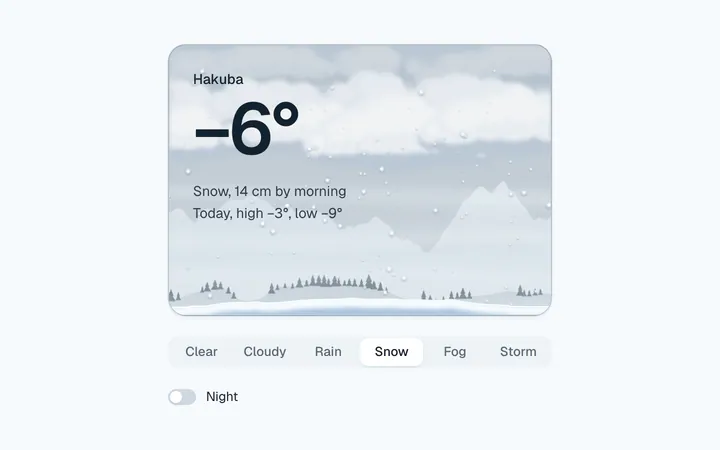 Hakuba
−6°
Snow, 14 cm by morning
Today, high −3°, low −9°
Clear
Cloudy
Rain
Snow
Fog
Storm
Night